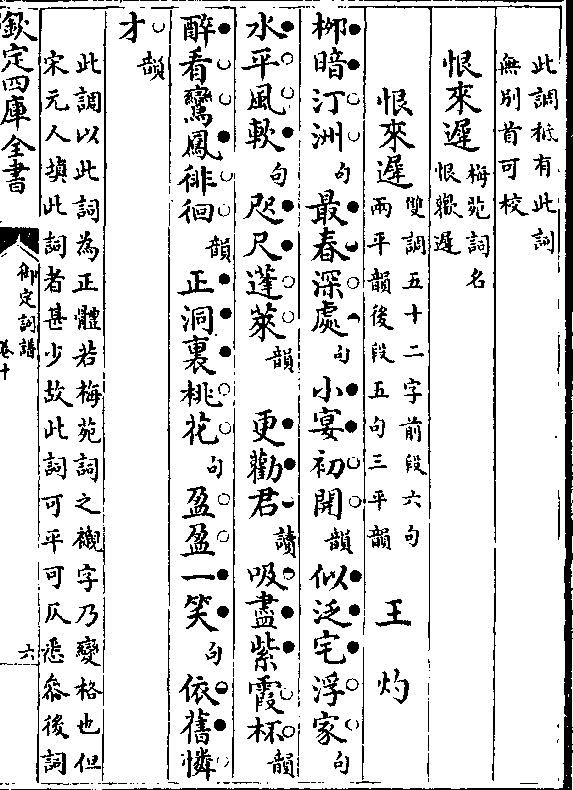 此調秪有此詞
無別首可校
恨來遲 梅苑詞名
恨歡遲
恨來遲 雙調五十二字前段六句
兩平韻後段五句三平韻 王灼
柳暗汀洲句最春深處句小宴初開韻似泛宅浮家句
水平風軟句咫尺蓬萊韻 更勸君讀吸盡紫霞杯韻
醉看鸞鳳徘徊韻正洞裏桃花句盈盈一笑句依舊憐
才韻
此調以此詞為正體若梅苑詞之襯字乃變格也但
宋元人填此詞者甚少故此詞可平可仄悉參後詞
欽定四庫全書
御定詞譜
卷十
六